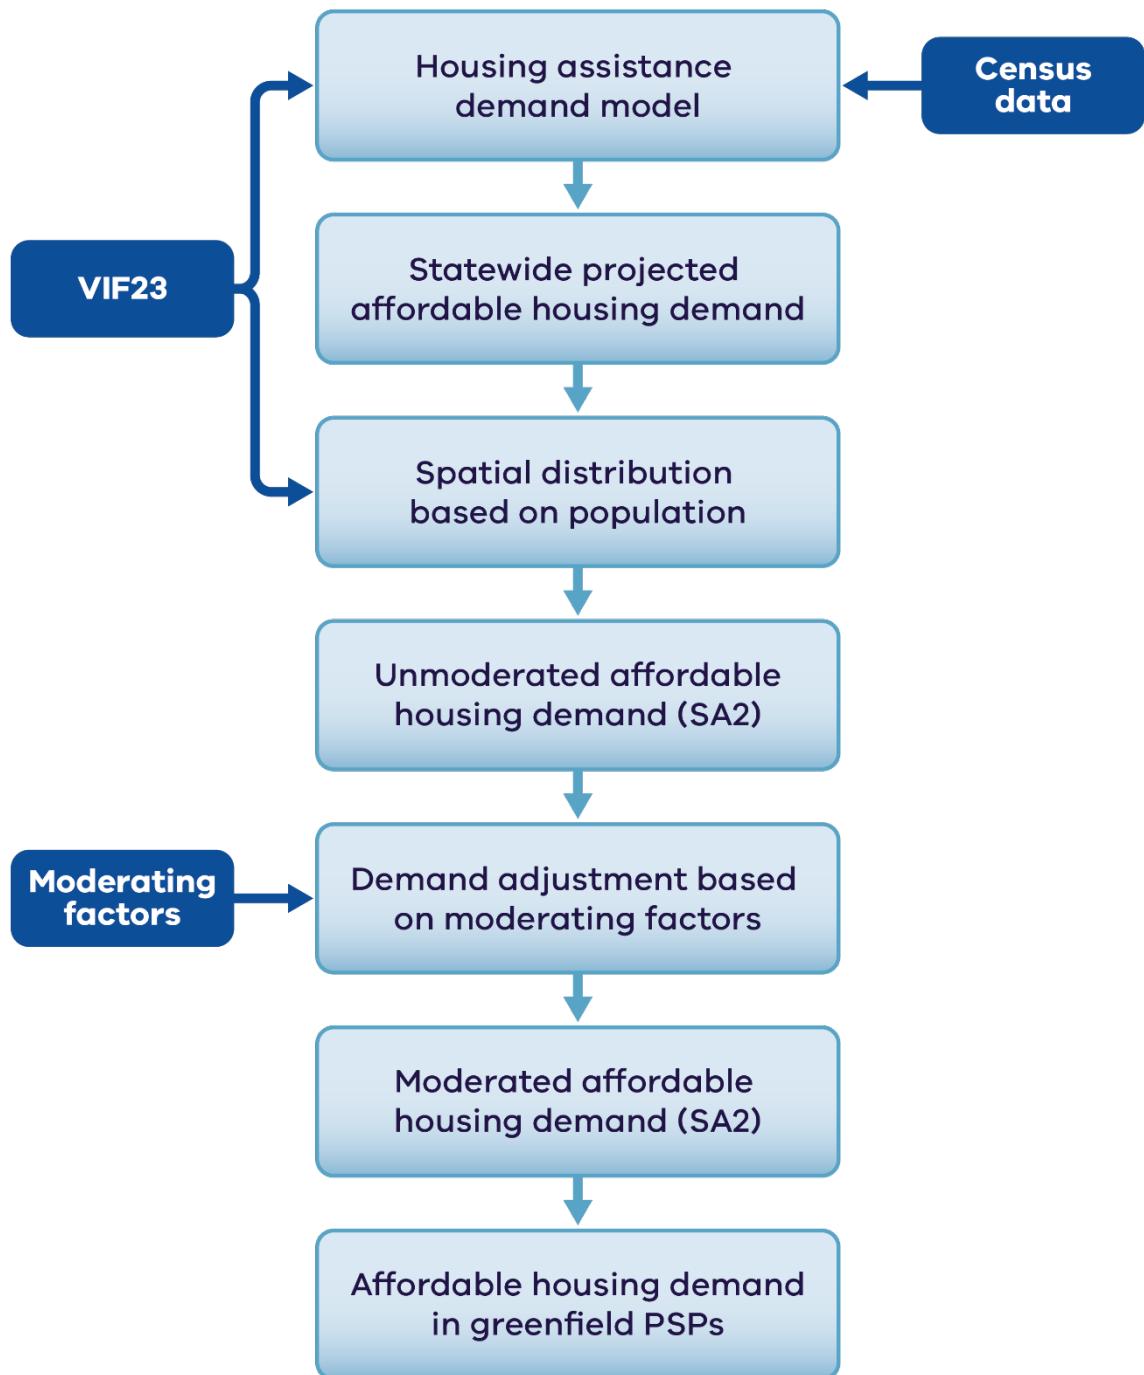 Housing assistance
demand model
Census
data
VIF23
Statewide projected
affordable housing demand
Spatial distribution
based on population
Unmoderated affordable
housing demand (SA2)
Moderating
factors
Demand adjustment based
on moderating factors
Moderated affordable
housing demand (SA2)
Affordable housing demand
in greenfield PSPs